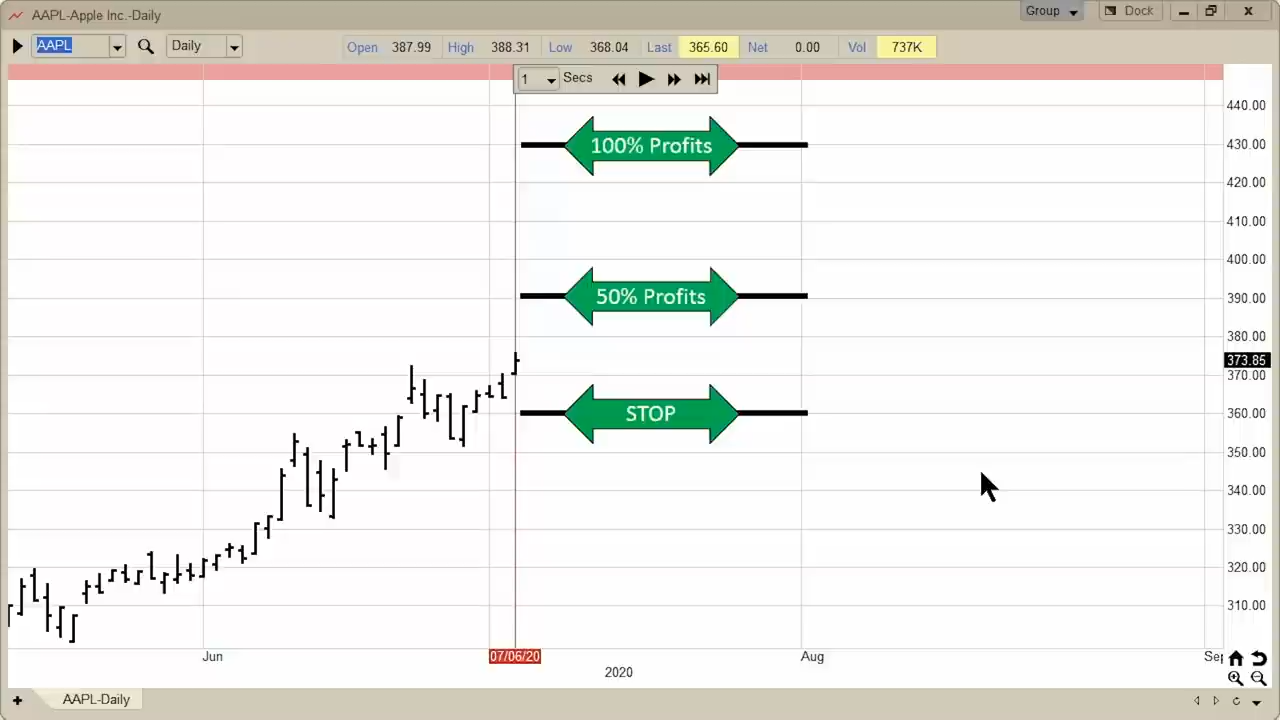 AAPL-Apple Inc.-Daily
Group
Dock
AAPL
Daily
Open 387.99 High 388.31 Low 368.04 Last 365.60 Net 0.00 Vol 737K
1 Secs
440.00
100% Profits
430.00
420.00
410.00
400.00
50% Profits
390.00
380.00
373.85
370.00
STOP
360.00
350.00
340.00
330.00
320.00
310.00
Jun
07/06/20
Aug
Sep
2020
AAPL-Daily